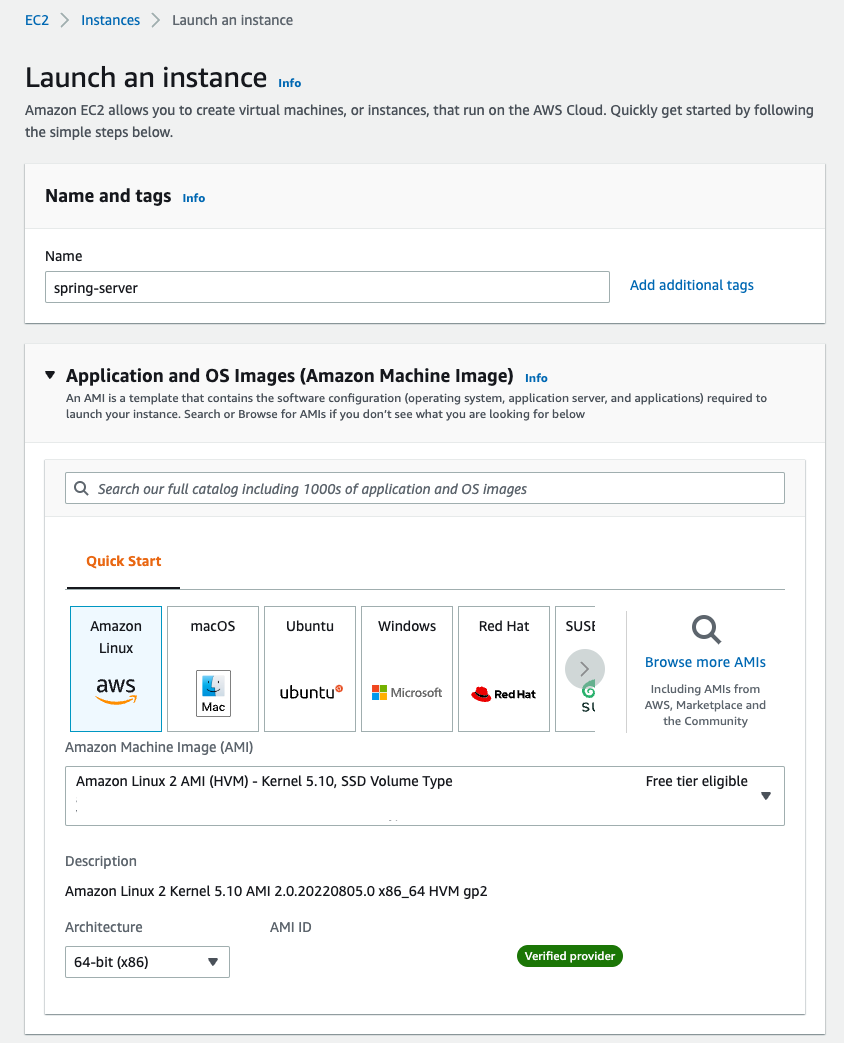 EC2 > Instances > Launch an instance
Launch an instance Info
Amazon EC2 allows you to create virtual machines, or instances, that run on the AWS Cloud. Quickly get started by following
the simple steps below.
Name and tags Info
Name
spring-server
Add additional tags
Application and OS Images (Amazon Machine Image) Info
An AMI is a template that contains the software configuration (operating system, application server, and applications) required to
launch your instance. Search or Browse for AMIs if you don’t see what you are looking for below
Search our full catalog including 1000s of application and OS images
Quick Start
Amazon
Linux
aws
macOS
Mac
Ubuntu
ubuntu
Windows
Microsoft
Red Hat
Red Hat
SUSE
SU
Browse more AMIs
Including AMIs from
AWS, Marketplace and
the Community
Amazon Machine Image (AMI)
Amazon Linux 2 AMI (HVM) - Kernel 5.10, SSD Volume Type
Free tier eligible
Description
Amazon Linux 2 Kernel 5.10 AMI 2.0.20220805.0 x86_64 HVM gp2
Architecture
AMI ID
64-bit (x86)
Verified provider